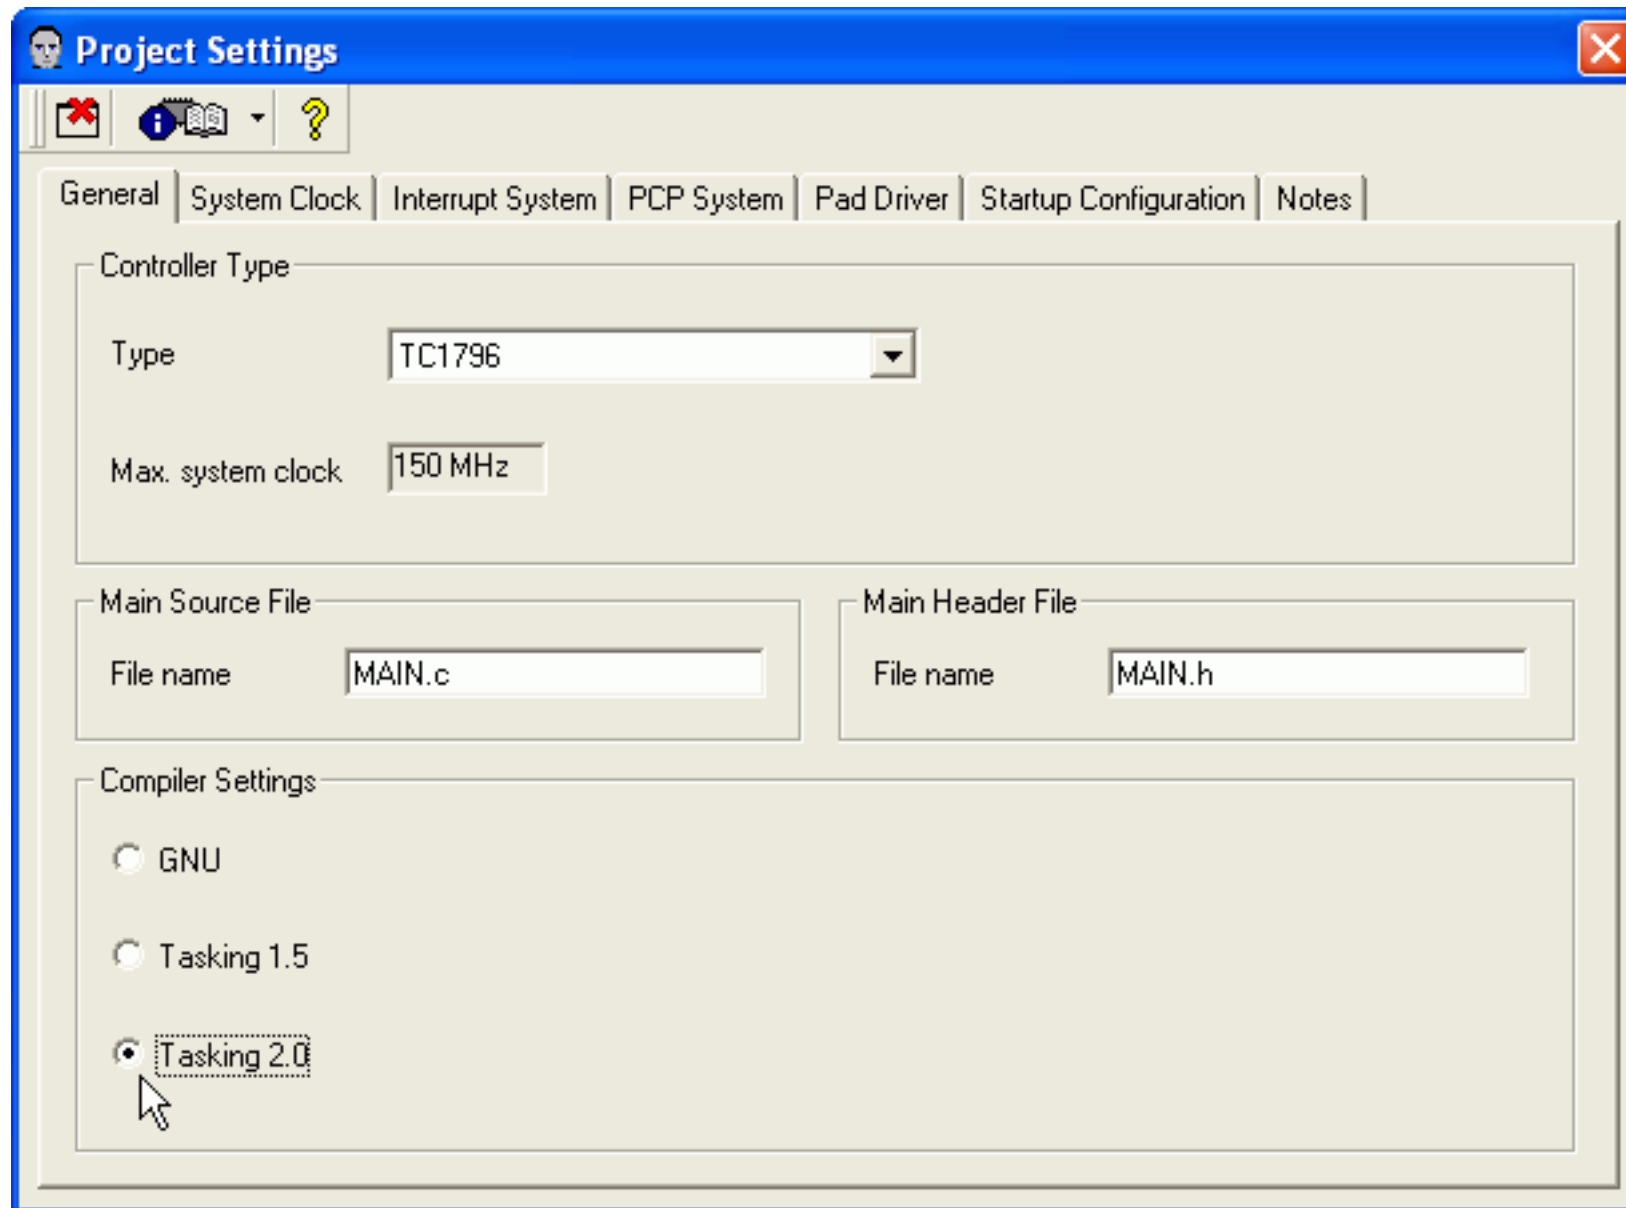 Project Settings
General System Clock Interrupt System PCP System Pad Driver Startup Configuration Notes
Controller Type
Type TC1796
Max. system clock 150 MHz
Main Source File Main Header File
File name MAIN.c File name MAIN.h
Compiler Settings
GNU
Tasking 1.5
Tasking 2.0